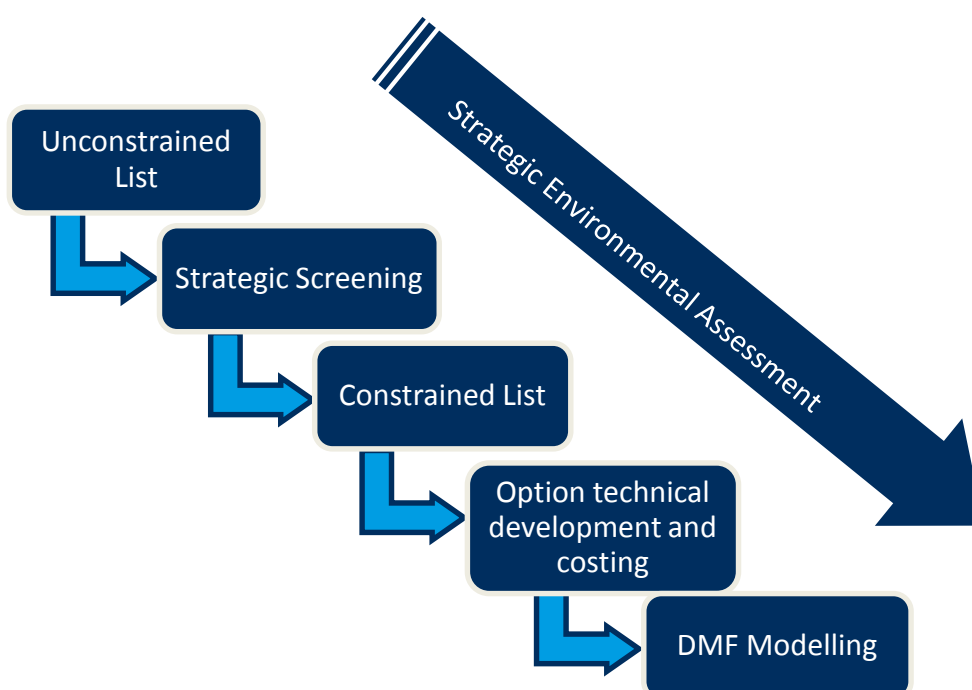 Unconstrained
List
Strategic Screening
Constrained List
Option technical
development and
costing
DMF Modelling
Strategic Environmental Assessment